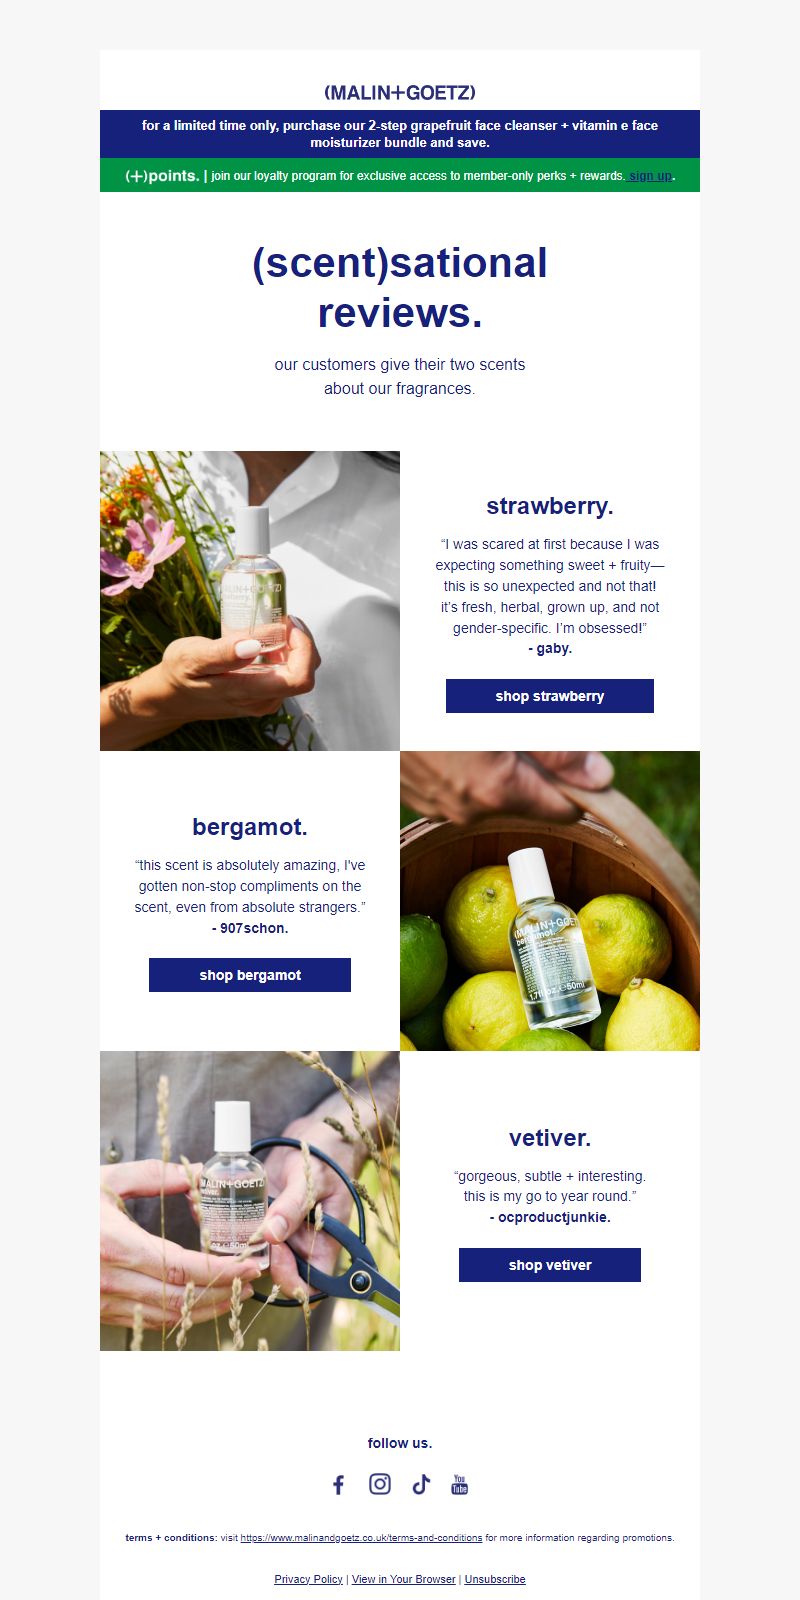 (MALIN+GOETZ)
for a limited time only, purchase our 2-step grapefruit face cleanser + vitamin e face
moisturizer bundle and save.
(+)points. | join our loyalty program for exclusive access to member-only perks + rewards. sign up.
(scent)sational
reviews.
our customers give their two scents
about our fragrances.
MALIN+GOETZ)
strawberry.
“I was scared at first because I was
expecting something sweet + fruity—
this is so unexpected and not that!
it’s fresh, herbal, grown up, and not
gender-specific. I’m obsessed!”
- gaby.
shop strawberry
bergamot.
“this scent is absolutely amazing, I've
gotten non-stop compliments on the
scent, even from absolute strangers.”
- 907schon.
shop bergamot
(MALIN+GOET
bergamot.
1.7fl oz. ℮50ml
MALIN+GOETZ)
vetiver.
oz. ℮50ml
vetiver.
“gorgeous, subtle + interesting.
this is my go to year round.”
- ocproductjunkie.
shop vetiver
follow us.
You
Tube
terms + conditions: visit https://www.malinandgoetz.co.uk/terms-and-conditions for more information regarding promotions.
Privacy Policy | View in Your Browser | Unsubscribe